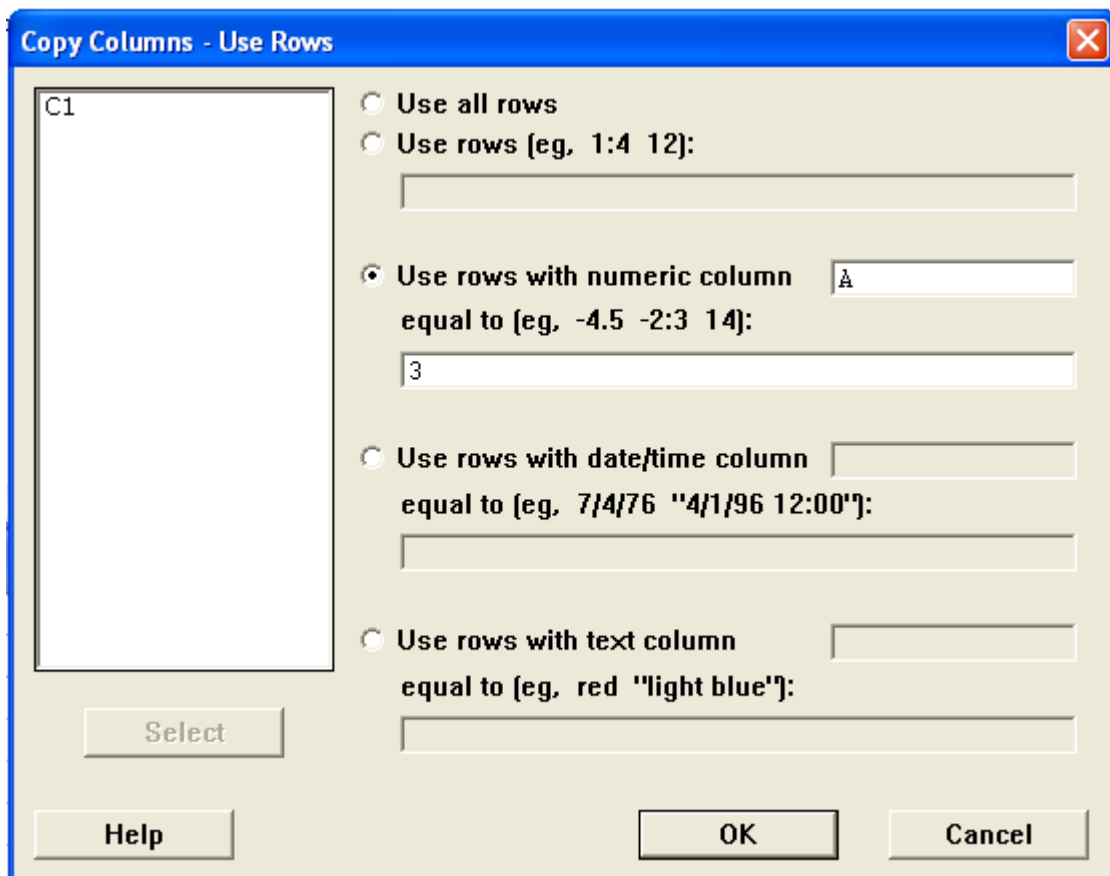 Copy Columns - Use Rows
C1
Use all rows
Use rows (eg, 1:4 12):
Use rows with numeric column A
equal to (eg, -4.5 -2:3 14):
3
Use rows with date/time column
equal to (eg, 7/4/76 "4/1/96 12:00"):
Use rows with text column
equal to (eg, red "light blue"):
Select
Help OK Cancel